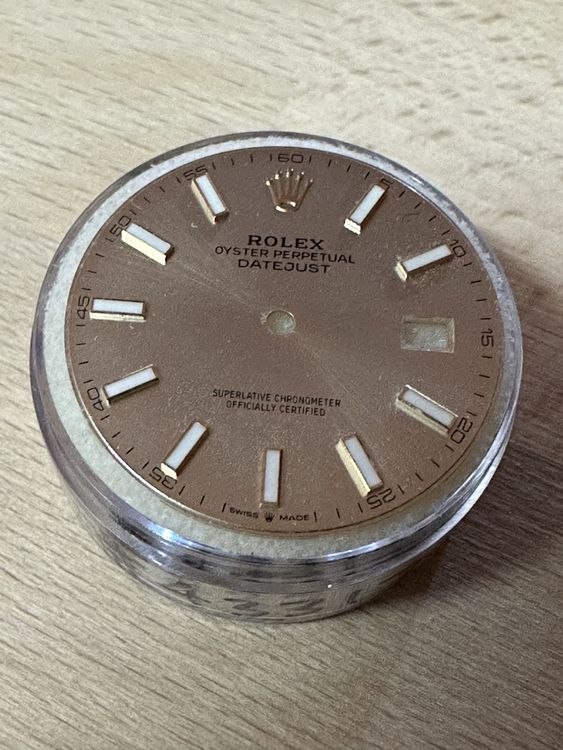 60
5
10
15
20
25
35
40
45
50
55
ROLEX
OYSTER PERPETUAL
DATEJUST
SUPERLATIVE CHRONOMETER
OFFICIALLY CERTIFIED
SWISS MADE